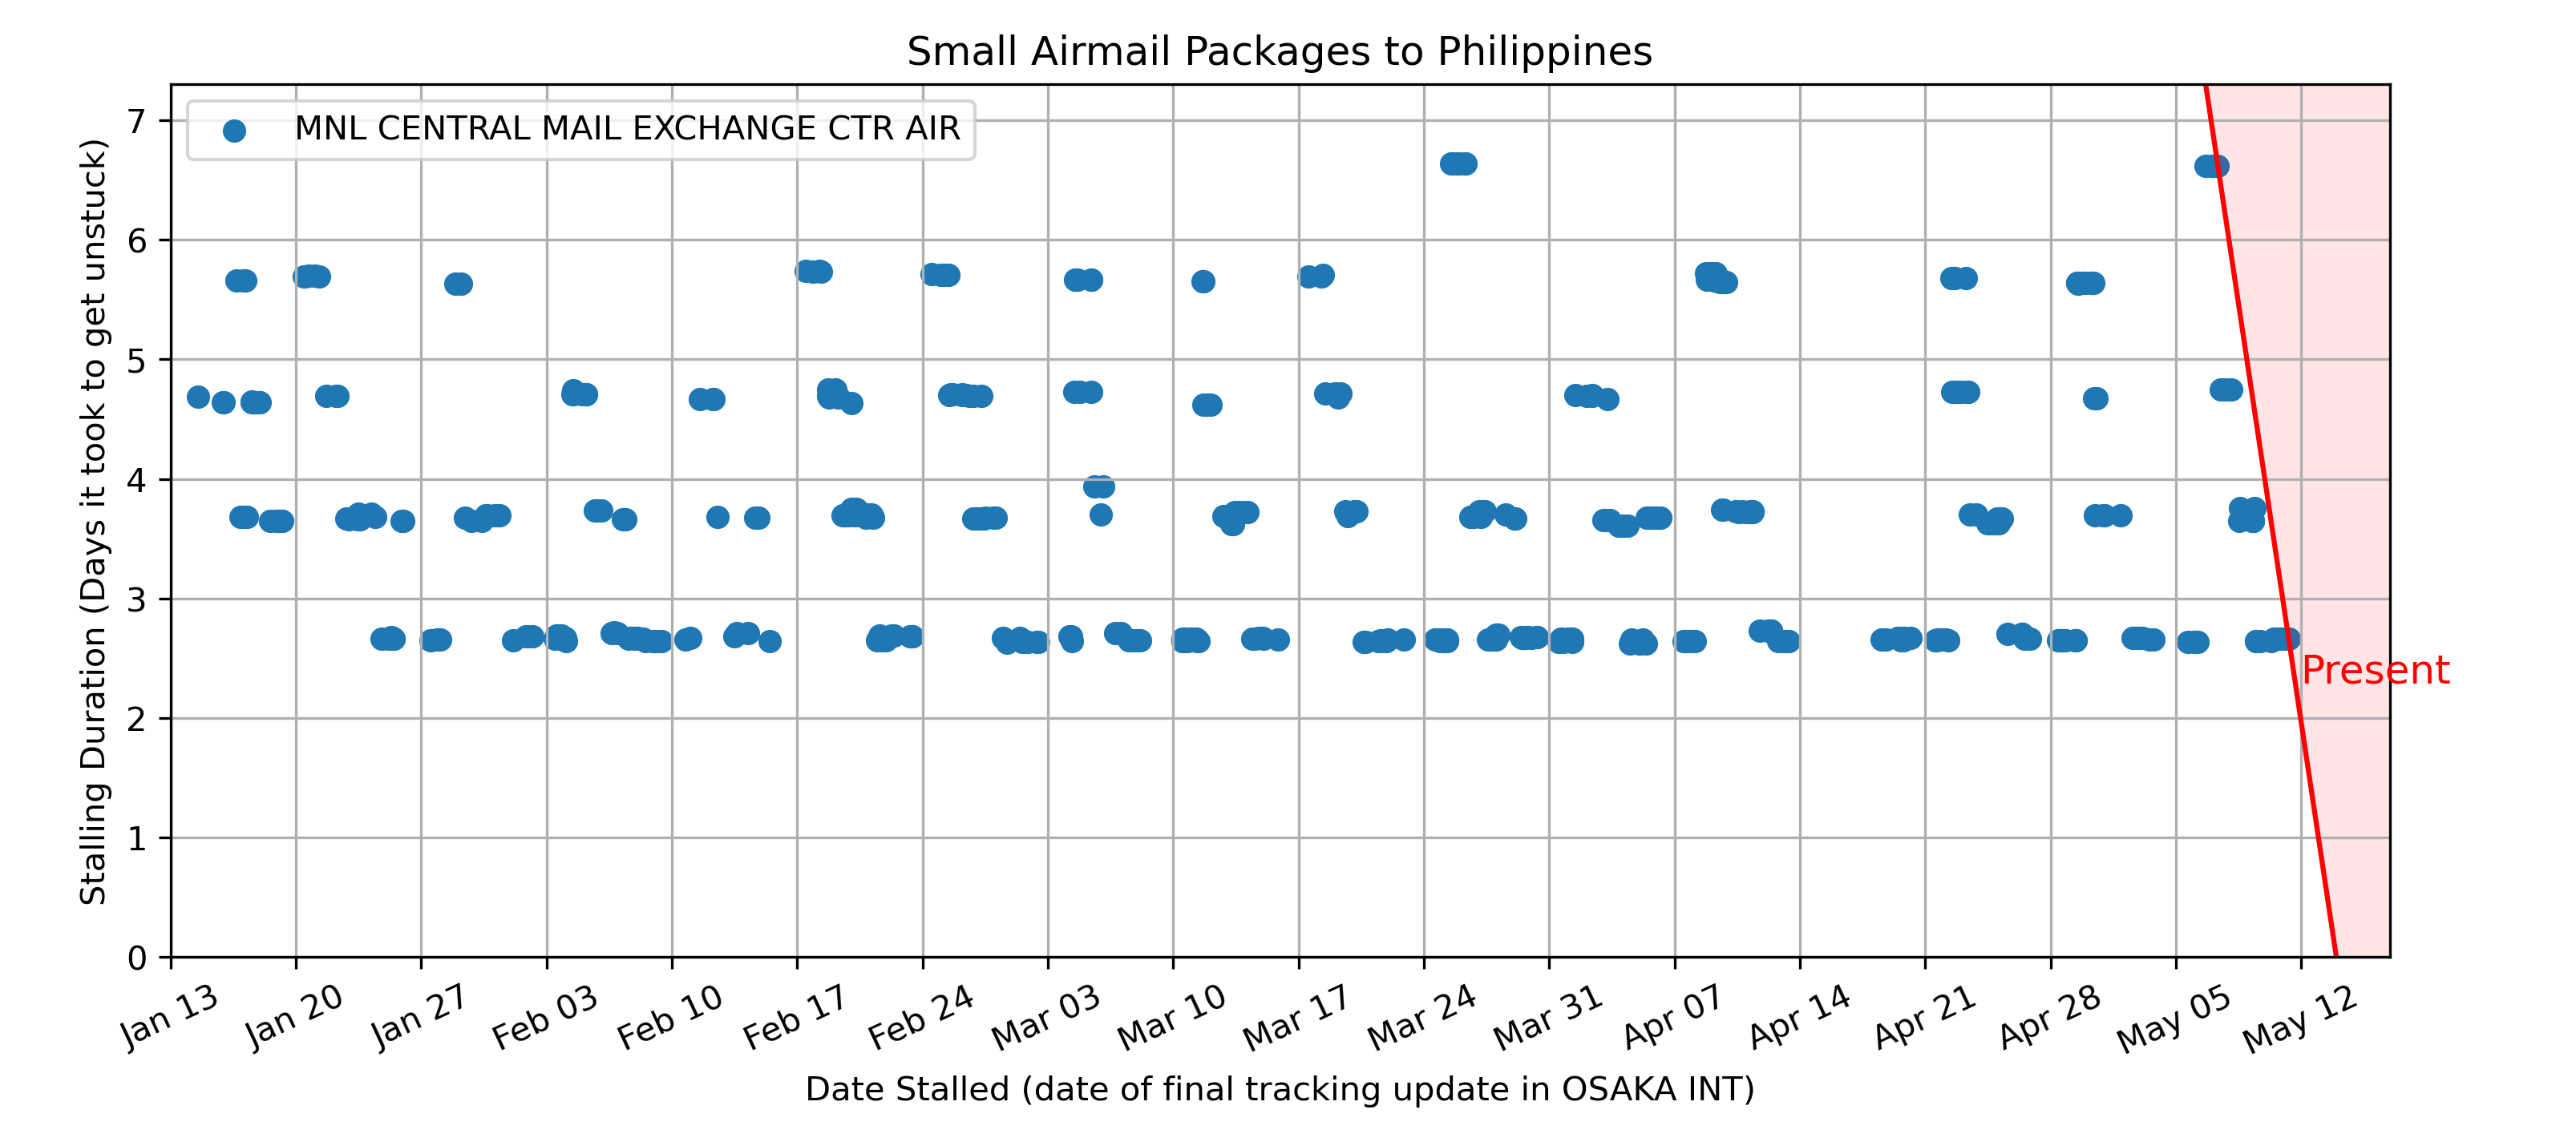 Small Airmail Packages to Philippines
MNL CENTRAL MAIL EXCHANGE CTR AIR
Stalling Duration (Days it took to get unstuck)
7
6
5
4
3
2
1
0
Present
Jan 13
Jan 20
Jan 27
Feb 03
Feb 10
Feb 17
Feb 24
Mar 03
Mar 10
Mar 17
Mar 24
Mar 31
Apr 07
Apr 14
Apr 21
Apr 28
May 05
May 12
Date Stalled (date of final tracking update in OSAKA INT)